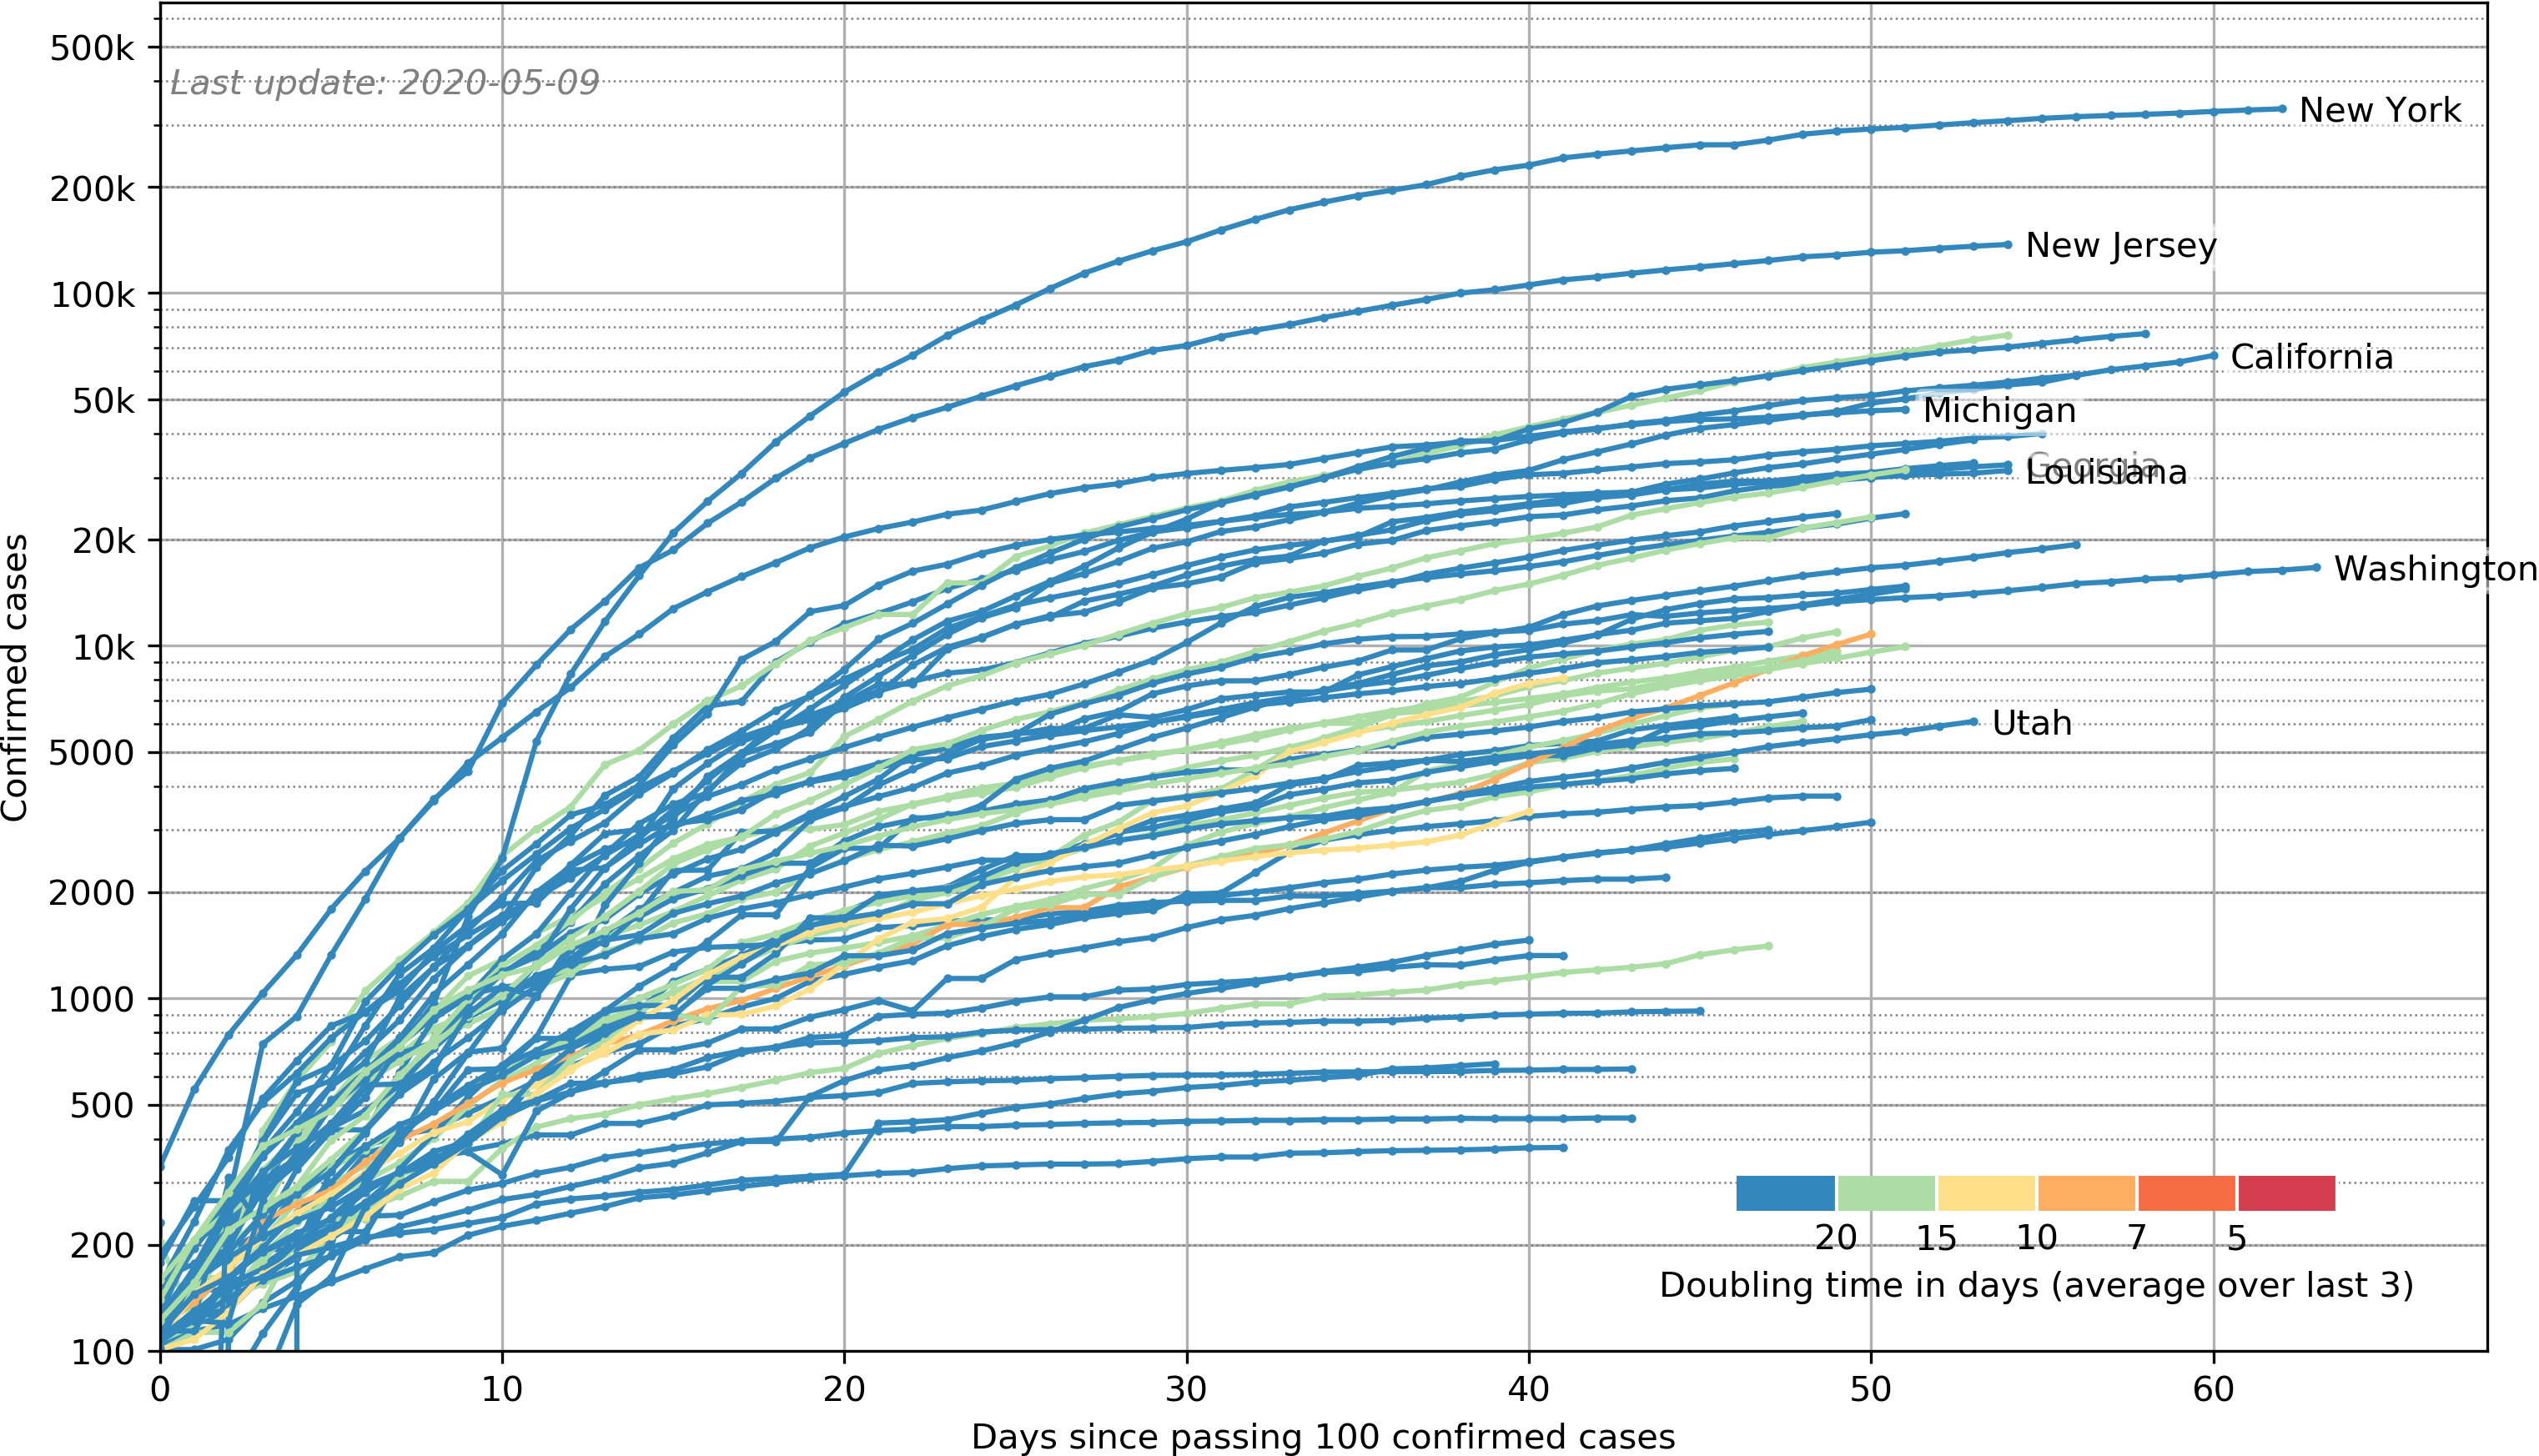 500k
Last update: 2020-05-09
New York
200k
New Jersey
100k
California
50k
Michigan
Georgia
Louisiana
20k
Washington
10k
Confirmed cases
5000
Utah
2000
1000
500
200
20 15 10 7 5
Doubling time in days (average over last 3)
100
0 10 20 30 40 50 60
Days since passing 100 confirmed cases